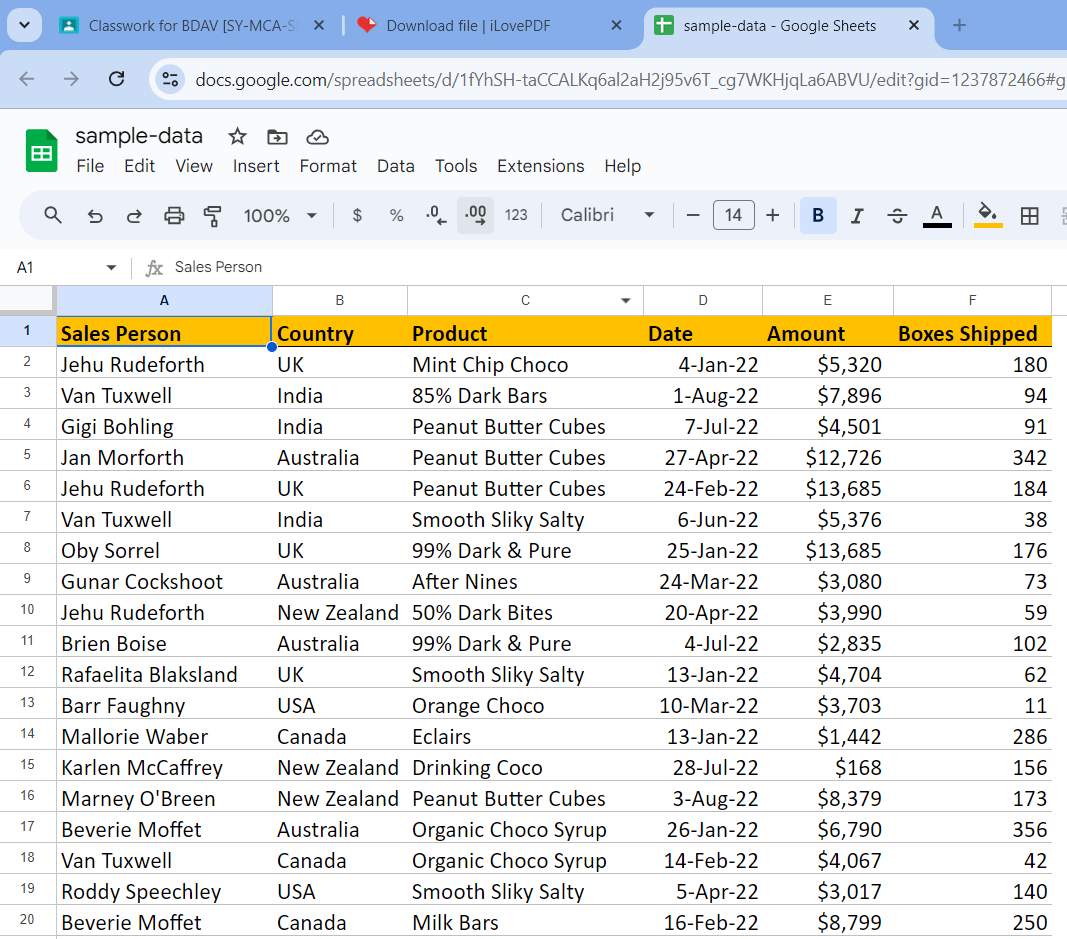 Classwork for BDAV [SY-MCA-S
Download file | iLovePDF
sample-data - Google Sheets
docs.google.com/spreadsheets/d/1fYhSH-taCCALKq6al2aH2j95v6T_cg7WKHjqLa6ABVU/edit?gid=1237872466#g
sample-data
File Edit View Insert Format Data Tools Extensions Help
100% $ % .0 .00 123 Calibri 14 B I S A
A1 fx Sales Person
A B C D E F
1 Sales Person Country Product Date Amount Boxes Shipped
2 Jehu Rudeforth UK Mint Chip Choco 4-Jan-22 $5,320 180
3 Van Tuxwell India 85% Dark Bars 1-Aug-22 $7,896 94
4 Gigi Bohling India Peanut Butter Cubes 7-Jul-22 $4,501 91
5 Jan Morforth Australia Peanut Butter Cubes 27-Apr-22 $12,726 342
6 Jehu Rudeforth UK Peanut Butter Cubes 24-Feb-22 $13,685 184
7 Van Tuxwell India Smooth Sliky Salty 6-Jun-22 $5,376 38
8 Oby Sorrel UK 99% Dark & Pure 25-Jan-22 $13,685 176
9 Gunar Cockshoot Australia After Nines 24-Mar-22 $3,080 73
10 Jehu Rudeforth New Zealand 50% Dark Bites 20-Apr-22 $3,990 59
11 Brien Boise Australia 99% Dark & Pure 4-Jul-22 $2,835 102
12 Rafaelita Blaksland UK Smooth Sliky Salty 13-Jan-22 $4,704 62
13 Barr Faughny USA Orange Choco 10-Mar-22 $3,703 11
14 Mallorie Waber Canada Eclairs 13-Jan-22 $1,442 286
15 Karlen McCaffrey New Zealand Drinking Coco 28-Jul-22 $168 156
16 Marney O'Breen New Zealand Peanut Butter Cubes 3-Aug-22 $8,379 173
17 Beverie Moffet Australia Organic Choco Syrup 26-Jan-22 $6,790 356
18 Van Tuxwell Canada Organic Choco Syrup 14-Feb-22 $4,067 42
19 Roddy Speechley USA Smooth Sliky Salty 5-Apr-22 $3,017 140
20 Beverie Moffet Canada Milk Bars 16-Feb-22 $8,799 250